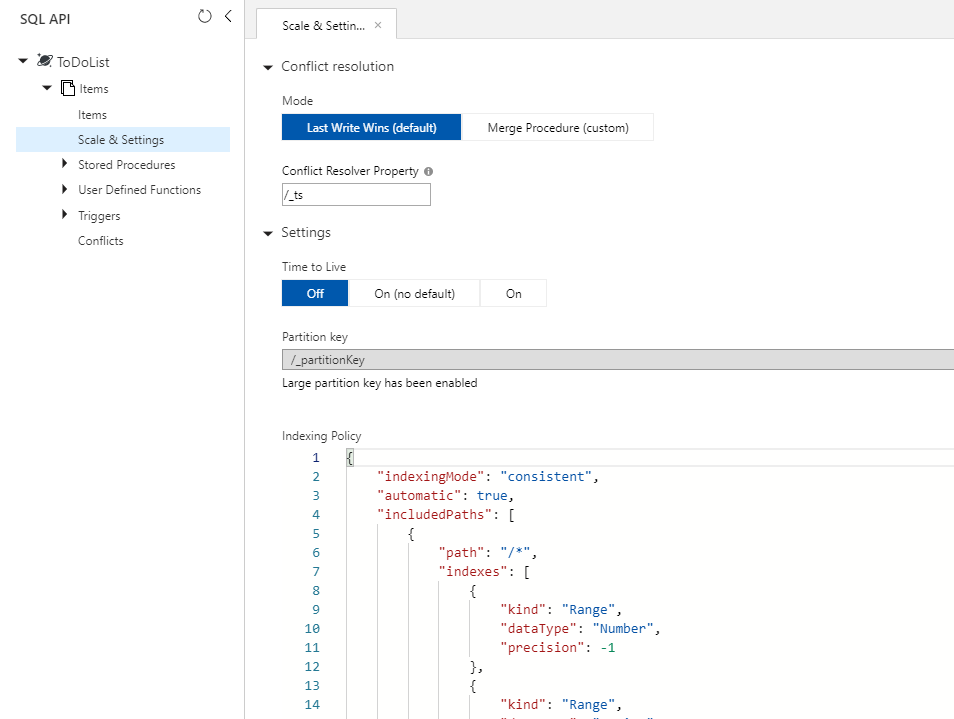 SQL API
ToDoList
Items
Items
Scale & Settings
Stored Procedures
User Defined Functions
Triggers
Conflicts
Scale & Settin...
Conflict resolution
Mode
Last Write Wins (default) Merge Procedure (custom)
Conflict Resolver Property
/_ts
Settings
Time to Live
Off On (no default) On
Partition key
/_partitionKey
Large partition key has been enabled
Indexing Policy
1 {
2 "indexingMode": "consistent",
3 "automatic": true,
4 "includedPaths": [
5 {
6 "path": "/*",
7 "indexes": [
8 {
9 "kind": "Range",
10 "dataType": "Number",
11 "precision": -1
12 },
13 {
14 "kind": "Range",